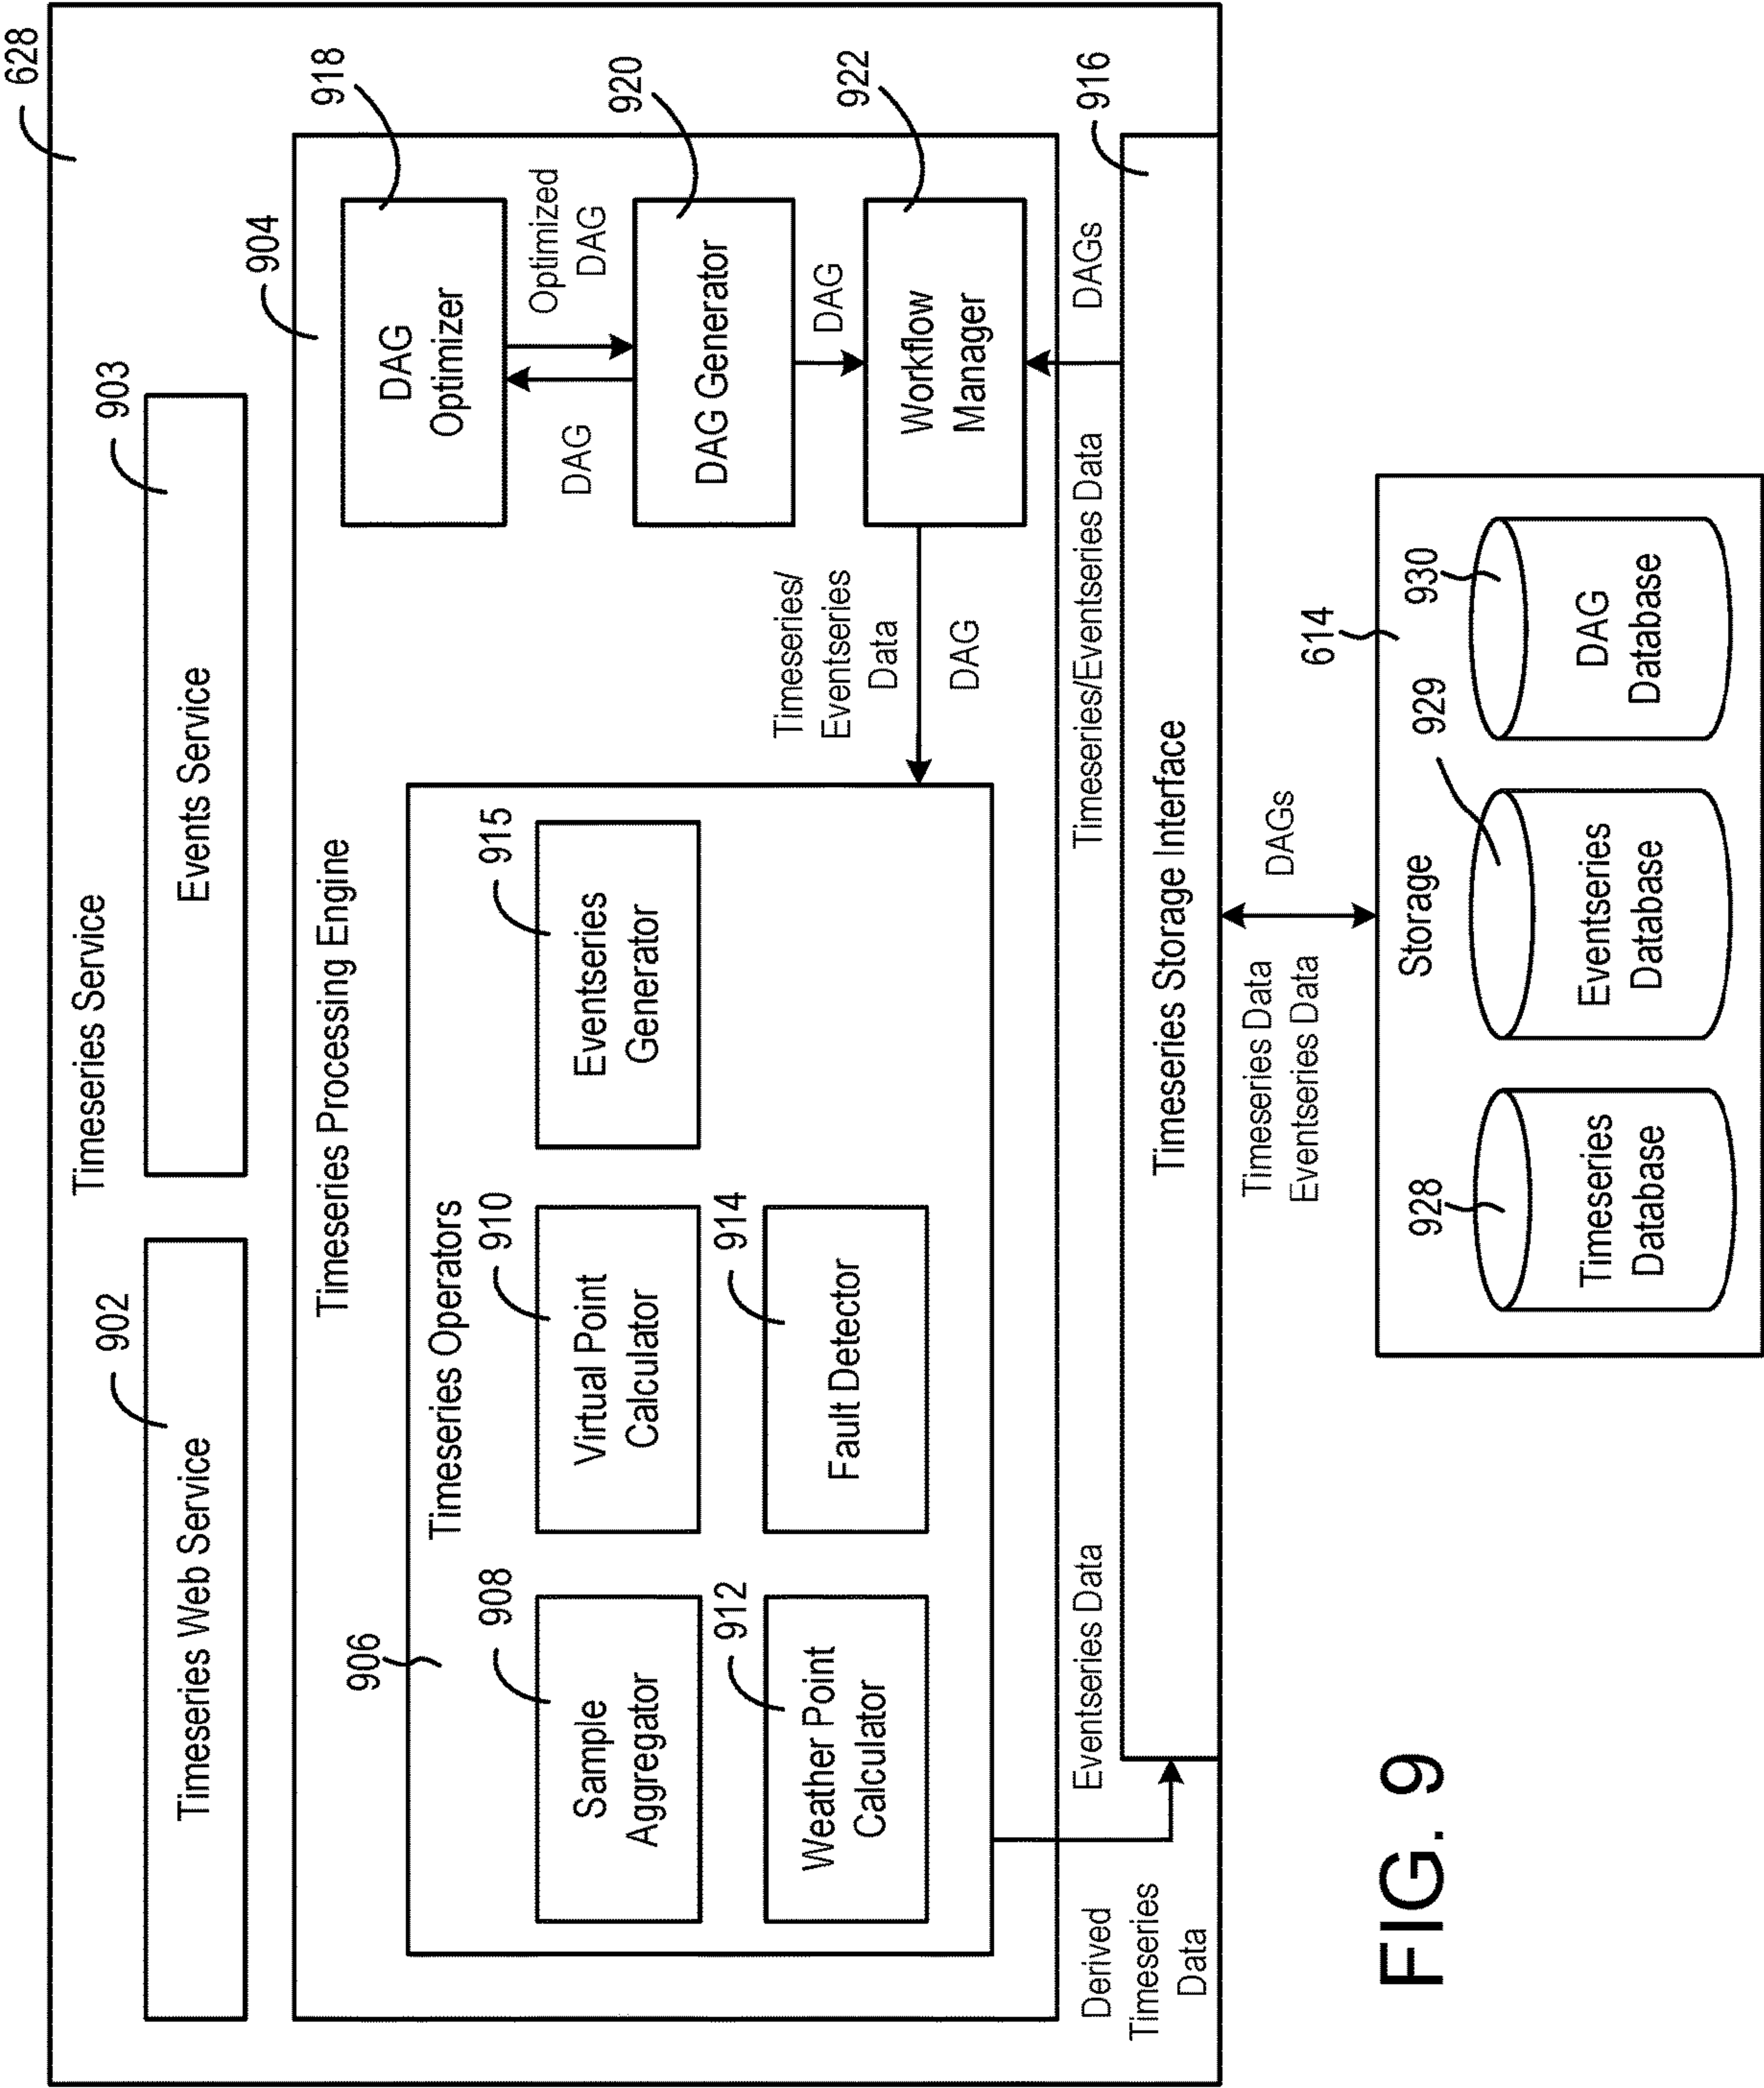 628
Timeseries Service
902
Timeseries Web Service
903
Events Service
904
Timeseries Processing Engine
906
Timeseries Operators
908
Sample
Aggregator
910
Virtual Point
Calculator
915
Eventseries
Generator
912
Weather Point
Calculator
914
Fault Detector
918
DAG
Optimizer
DAG
Optimized
DAG
920
DAG Generator
DAG
922
Workflow
Manager
Timeseries/
Eventseries
Data
DAG
Derived
Timeseries
Data
Eventseries Data
Timeseries/Eventseries Data
DAGs
916
Timeseries Storage Interface
Timeseries Data
Eventseries Data
DAGs
614
Storage
928
Timeseries
Database
929
Eventseries
Database
930
DAG
Database
FIG. 9